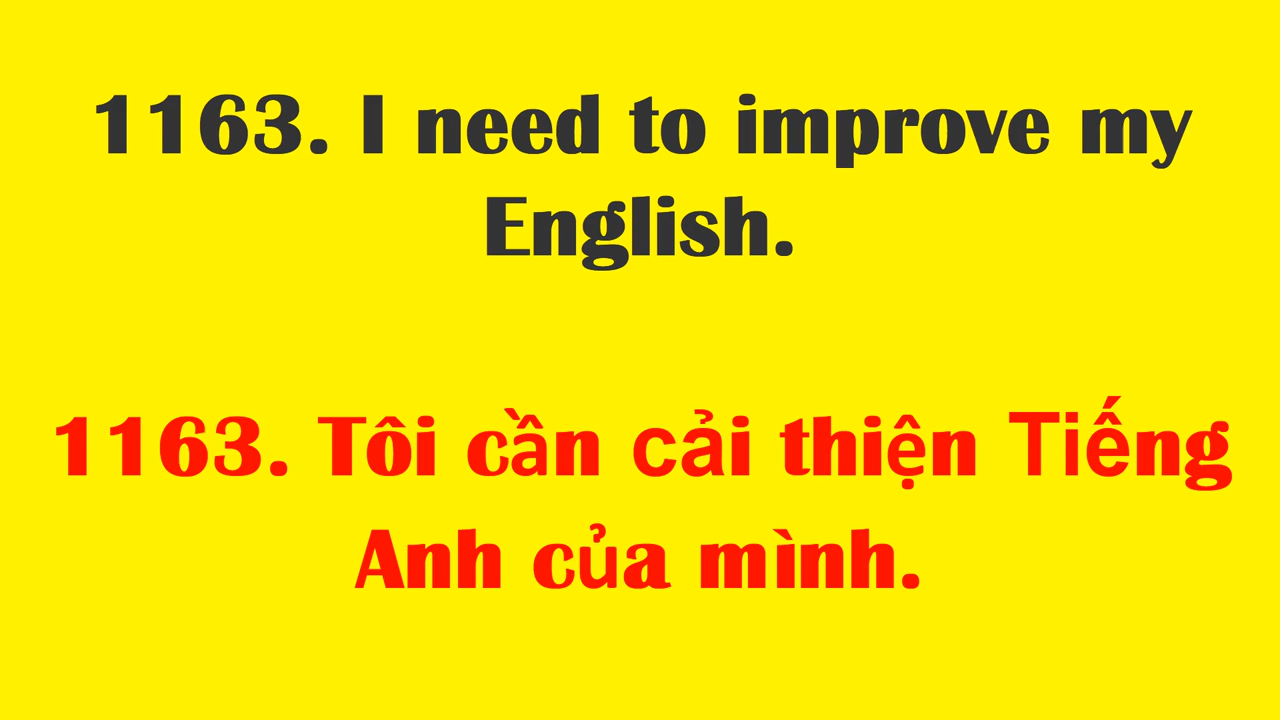 1163. I need to improve my
English.
1163. Tôi cần cải thiện Tiếng
Anh của mình.